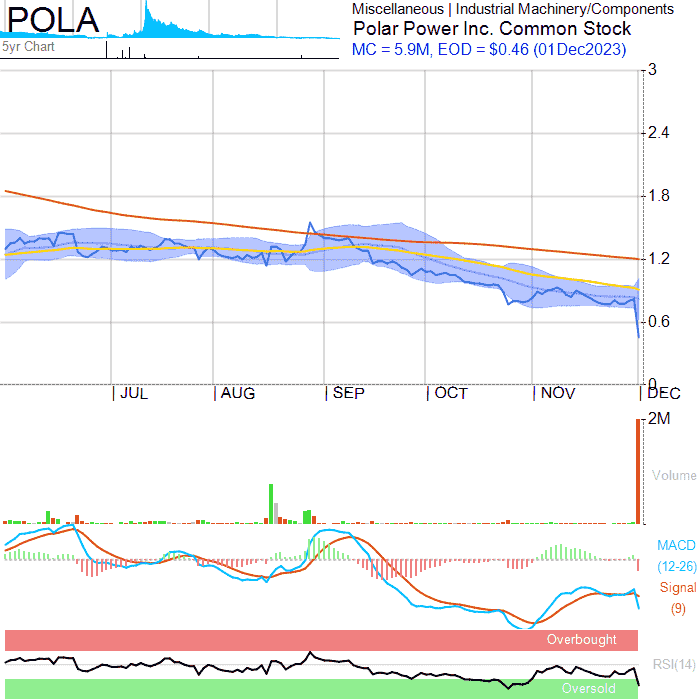 POLA
5yr Chart
Miscellaneous | Industrial Machinery/Components
Polar Power Inc. Common Stock
MC = 5.9M, EOD = $0.46 (01Dec2023)
3
2.4
1.8
1.2
0.6
0
JUL
AUG
SEP
OCT
NOV
DEC
2M
Volume
MACD
(12-26)
Signal
(9)
Overbought
RSI(14)
Oversold